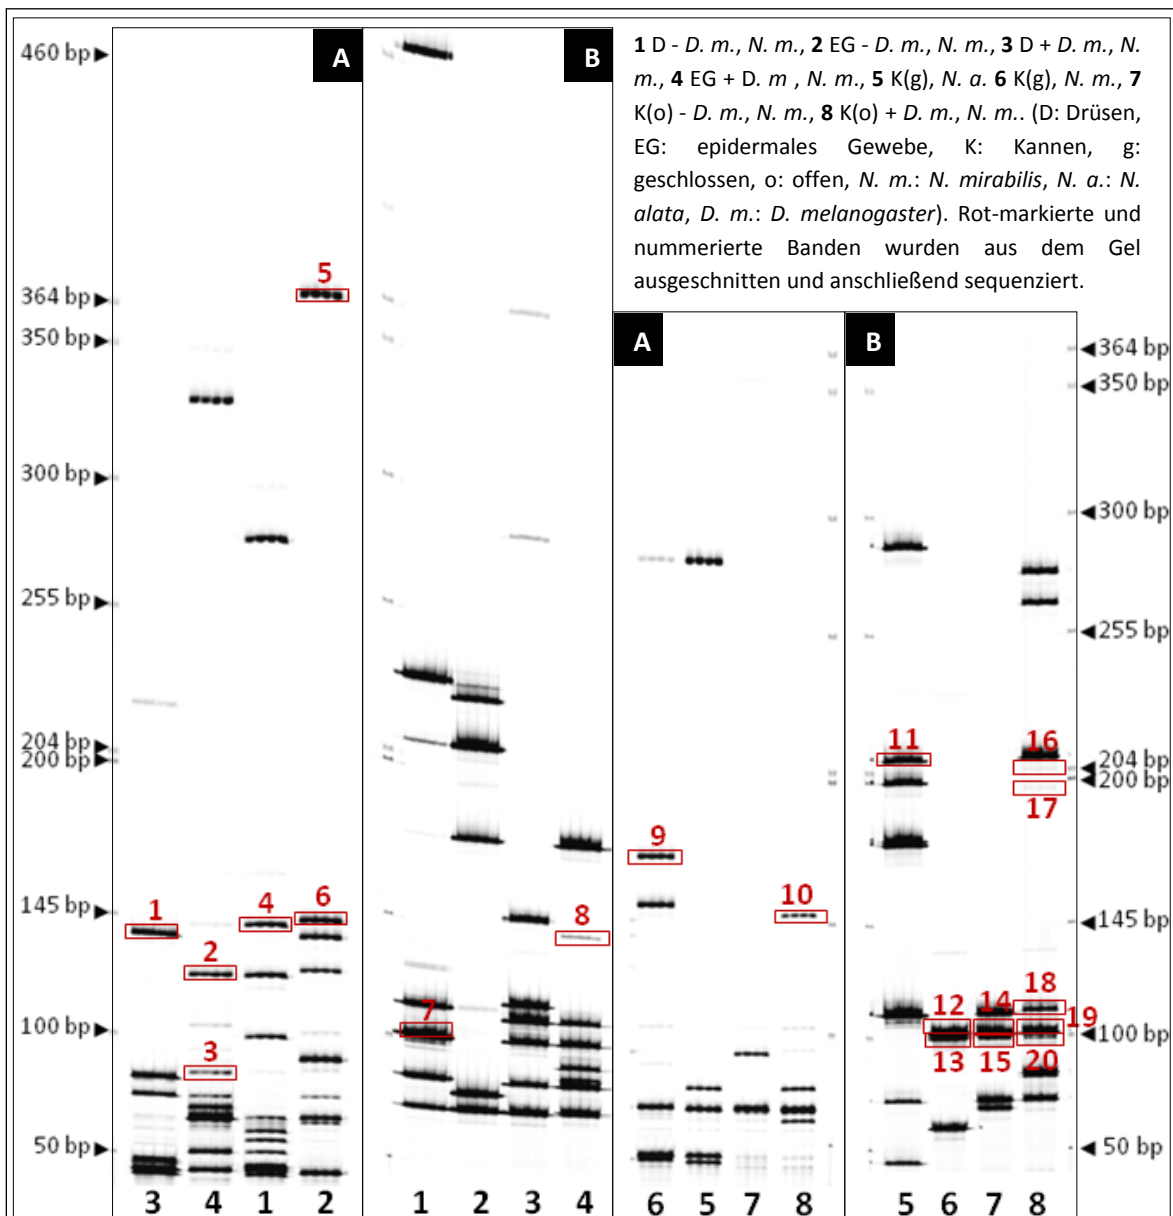 460 bp
364 bp
350 bp
300 bp
255 bp
204 bp
200 bp
145 bp
100 bp
50 bp
A
5
1
2
3
4
6
3 4 1 2
B
7
8
1 2 3 4
1 D - D. m., N. m., 2 EG - D. m., N. m., 3 D + D. m., N.
m., 4 EG + D. m , N. m., 5 K(g), N. a. 6 K(g), N. m., 7
K(o) - D. m., N. m., 8 K(o) + D. m., N. m.. (D: Drüsen,
EG: epidermales Gewebe, K: Kannen, g:
geschlossen, o: offen, N. m.: N. mirabilis, N. a.: N.
alata, D. m.: D. melanogaster). Rot-markierte und
nummerierte Banden wurden aus dem Gel
ausgeschnitten und anschließend sequenziert.
A
9
10
6 5 7 8
B
11
16
17
12 14 18
19
13 15 20
5 6 7 8
364 bp
350 bp
300 bp
255 bp
204 bp
200 bp
145 bp
100 bp
50 bp